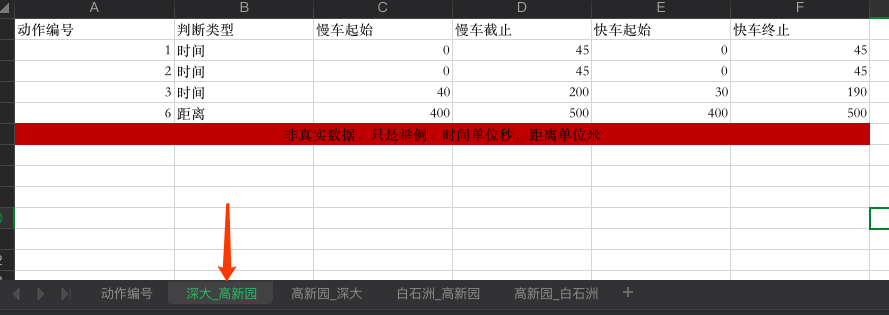 A B C D E F
动作编号 判断类型 慢车起始 慢车截止 快车起始 快车终止
1 时间 0 45 0 45
2 时间 0 45 0 45
3 时间 40 200 30 190
6 距离 400 500 400 500
非真实数据，只是举例。时间单位秒，距离单位米
动作编号 深大_高新园 高新园_深大 白石洲_高新园 高新园_白石洲 +